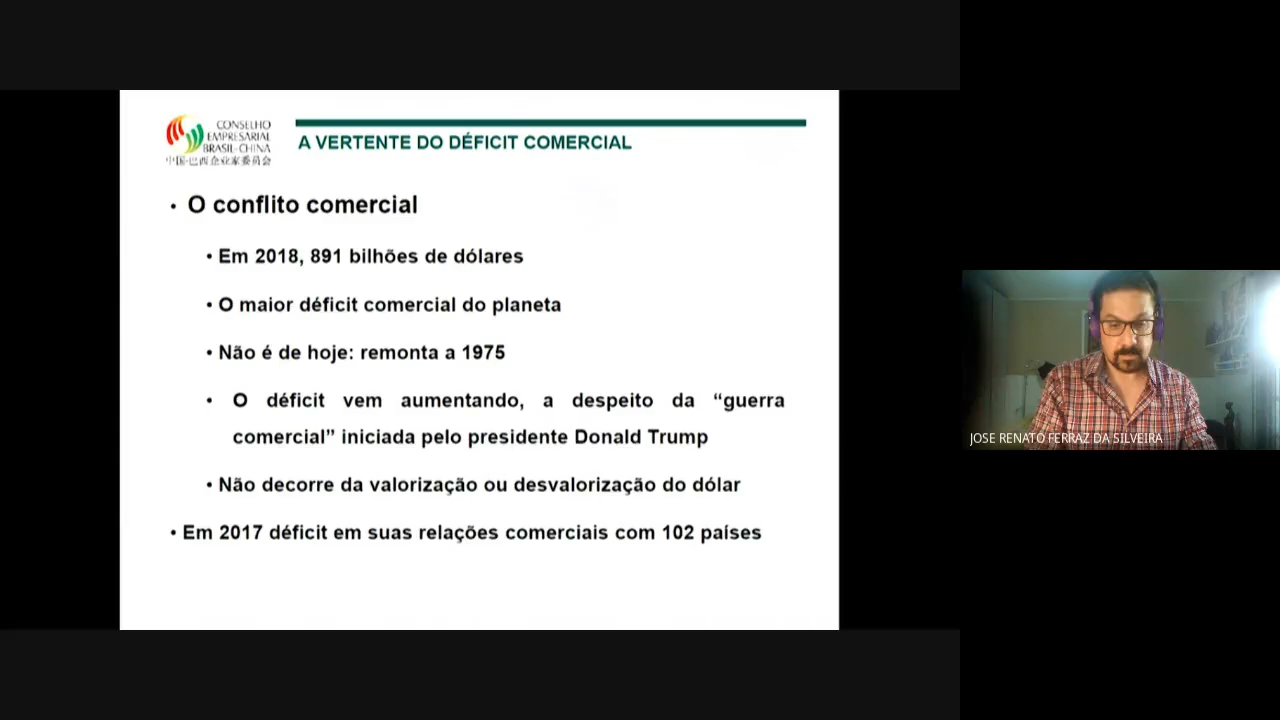 CONSELHO
EMPRESARIAL
BRASIL-CHINA
中国-巴西企业家委员会
A VERTENTE DO DÉFICIT COMERCIAL
• O conflito comercial
• Em 2018, 891 bilhões de dólares
• O maior déficit comercial do planeta
• Não é de hoje: remonta a 1975
• O déficit vem aumentando, a despeito da “guerra
comercial” iniciada pelo presidente Donald Trump
• Não decorre da valorização ou desvalorização do dólar
• Em 2017 déficit em suas relações comerciais com 102 países
JOSE RENATO FERRAZ DA SILVEIRA